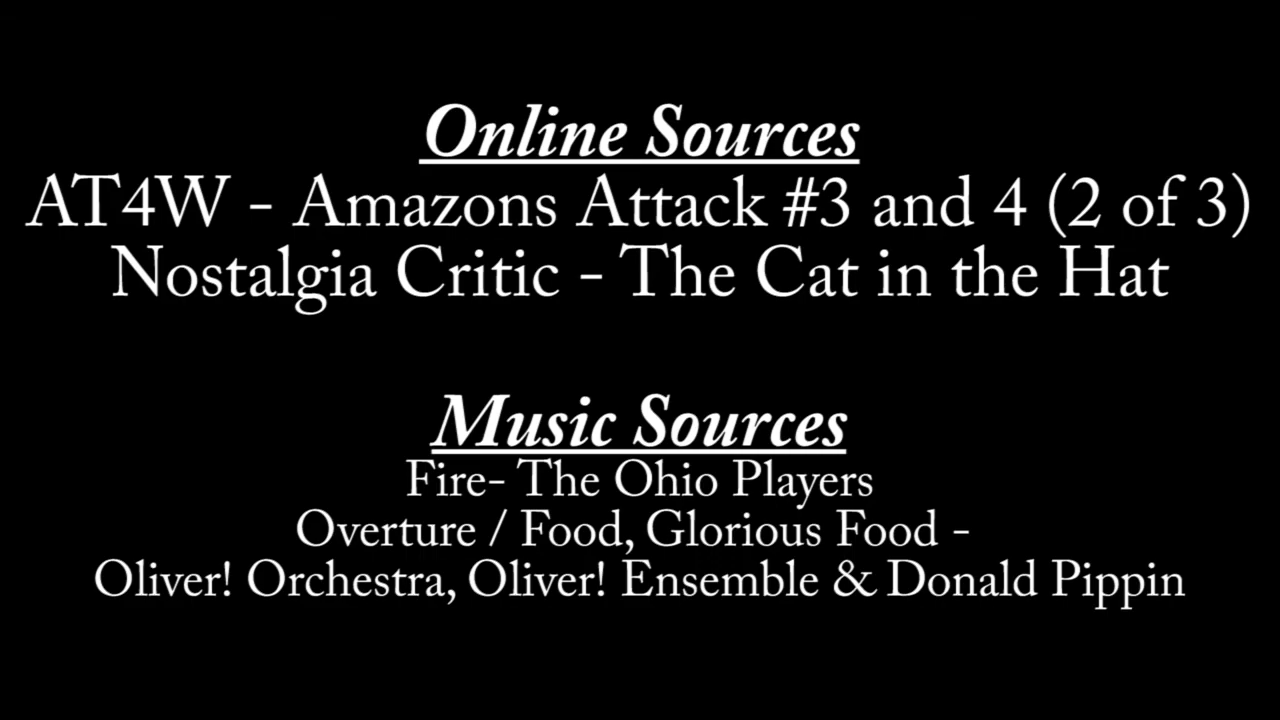 Online Sources
AT4W - Amazons Attack #3 and 4 (2 of 3)
Nostalgia Critic - The Cat in the Hat
Music Sources
Fire- The Ohio Players
Overture / Food, Glorious Food -
Oliver! Orchestra, Oliver! Ensemble & Donald Pippin